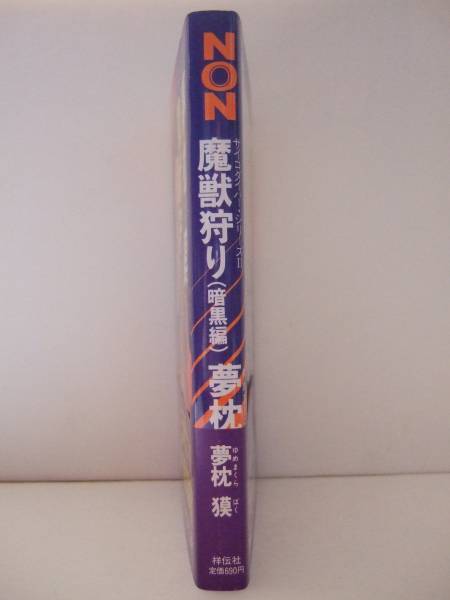 NON
サイコダイバー・シリーズII
魔獣狩り(暗黒編)
夢枕
夢枕 獏
ゆめまくら ばく
祥伝社
定価690円